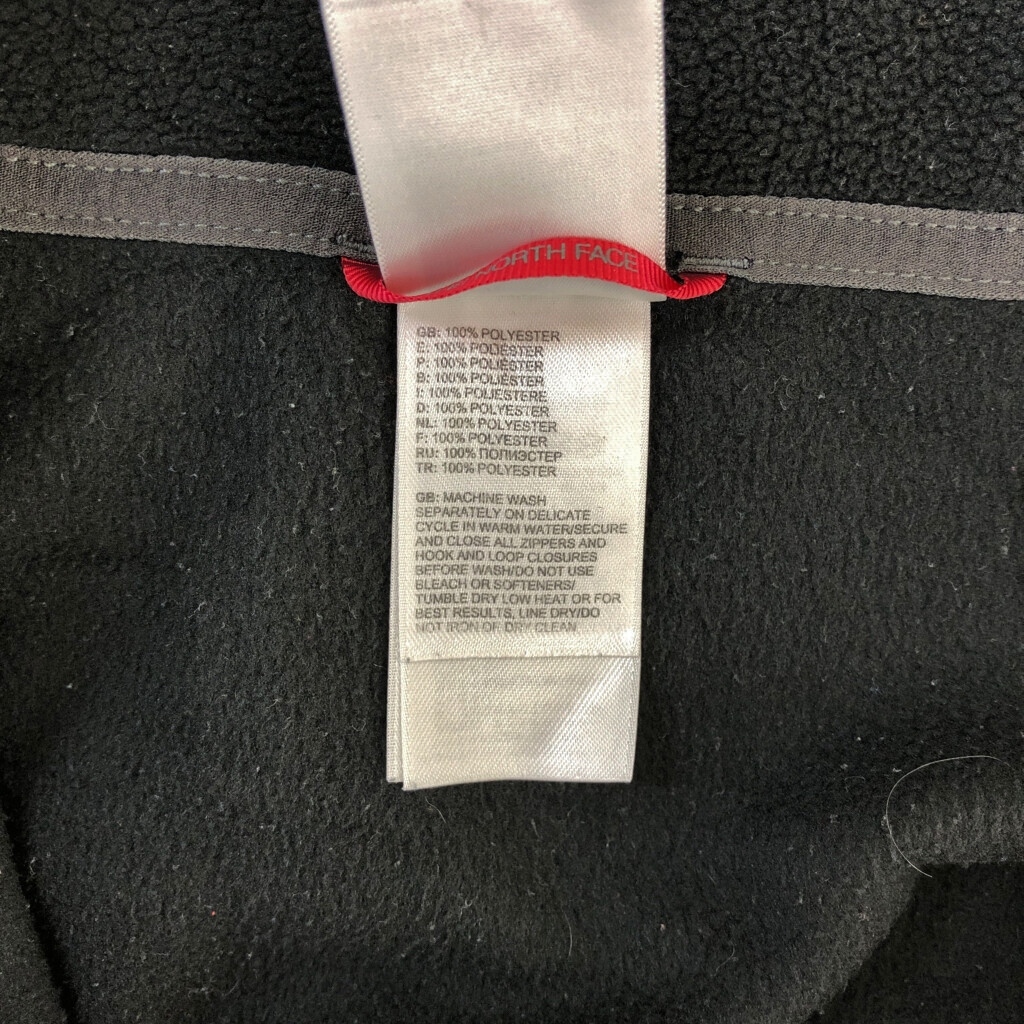 NORTH FACE
GB: 100% POLYESTER
E: 100% POLIÉSTER
P: 100% POLIÉSTER
B: 100% POLIÉSTER
I: 100% POLIESTERE
D: 100% POLYESTER
NL: 100% POLYESTER
F: 100% POLYESTER
RU: 100% ПОЛИЭСТЕР
TR: 100% POLYESTER
GB: MACHINE WASH
SEPARATELY ON DELICATE
CYCLE IN WARM WATER/SECURE
AND CLOSE ALL ZIPPERS AND
HOOK AND LOOP CLOSURES
BEFORE WASH/DO NOT USE
BLEACH OR SOFTENERS/
TUMBLE DRY LOW HEAT OR FOR
BEST RESULTS, LINE DRY/DO
NOT IRON OR DRY CLEAN